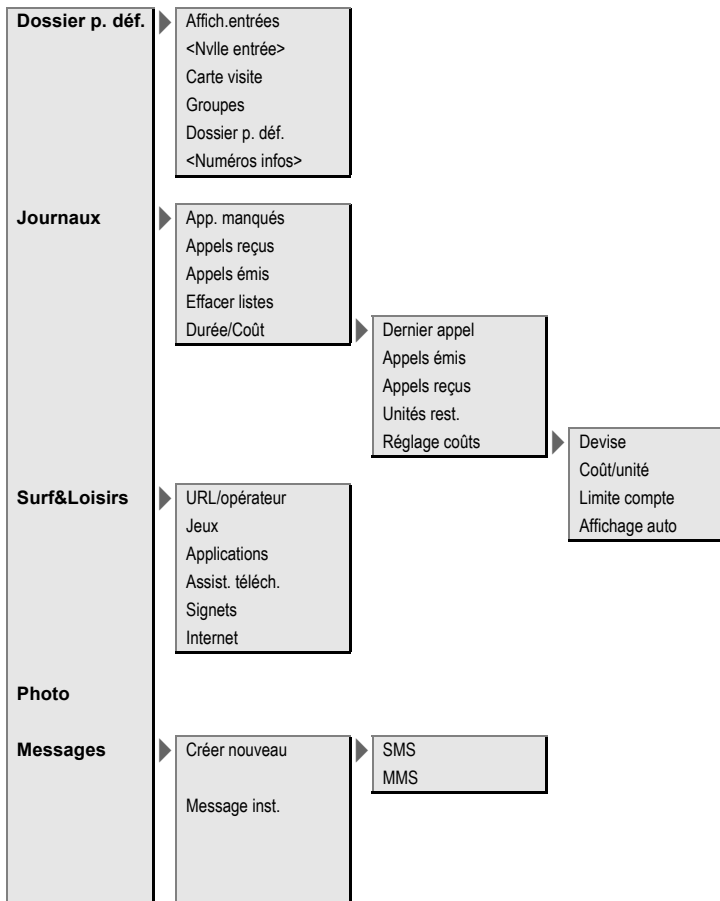 Dossier p. déf.
Affich.entrées
<Nvlle entrée>
Carte visite
Groupes
Dossier p. déf.
<Numéros infos>
Journaux
App. manqués
Appels reçus
Appels émis
Effacer listes
Durée/Coût
Dernier appel
Appels émis
Appels reçus
Unités rest.
Réglage coûts
Devise
Coût/unité
Limite compte
Affichage auto
Surf&Loisirs
URL/opérateur
Jeux
Applications
Assist. téléch.
Signets
Internet
Photo
Messages
Créer nouveau
SMS
MMS
Message inst.